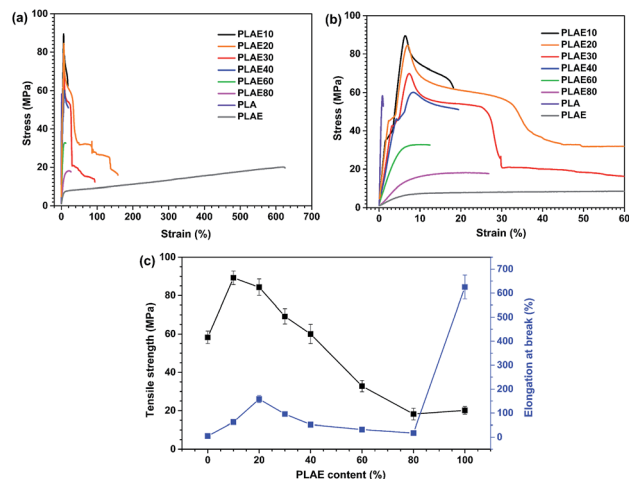 (a)
PLAE10
PLAE20
PLAE30
PLAE40
PLAE60
PLAE80
PLA
PLAE
100
80
60
40
20
0
Stress (MPa)
0 100 200 300 400 500 600 700
Strain (%)
(b)
PLAE10
PLAE20
PLAE30
PLAE40
PLAE60
PLAE80
PLA
PLAE
100
80
60
40
20
0
Stress (MPa)
0 10 20 30 40 50 60
Strain (%)
(c)
100
80
60
40
20
0
Tensile strength (MPa)
700
600
500
400
300
200
100
0
Elongation at break (%)
0 20 40 60 80 100
PLAE content (%)